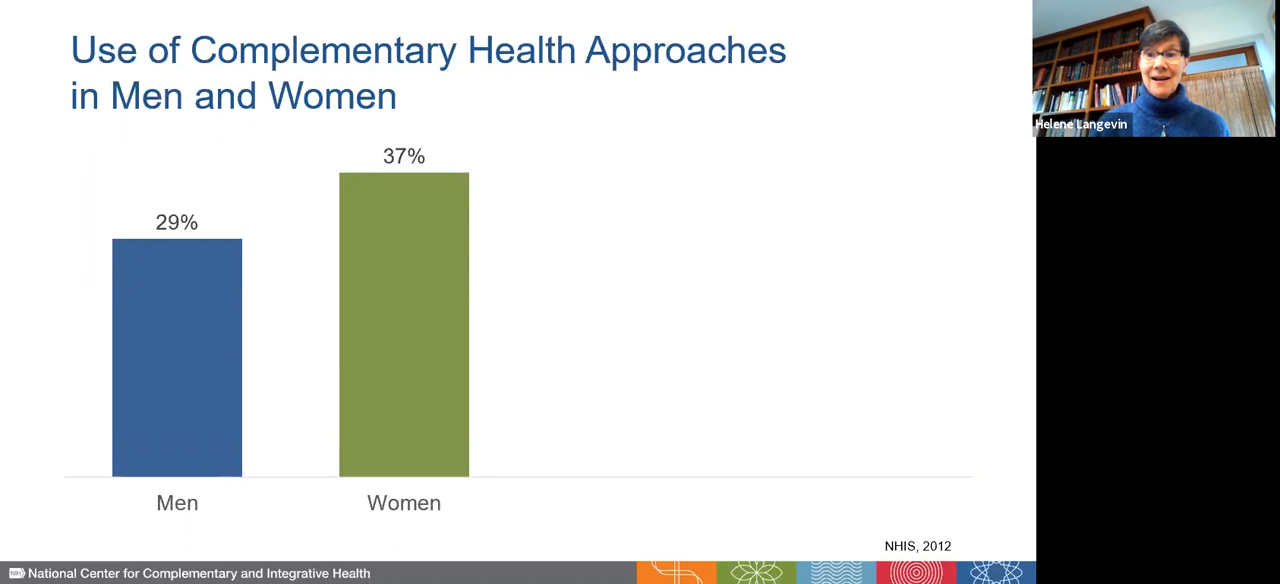 Use of Complementary Health Approaches
in Men and Women
Helene Langevin
37%
29%
Men
Women
NHIS, 2012
NIH
National Center for Complementary and Integrative Health